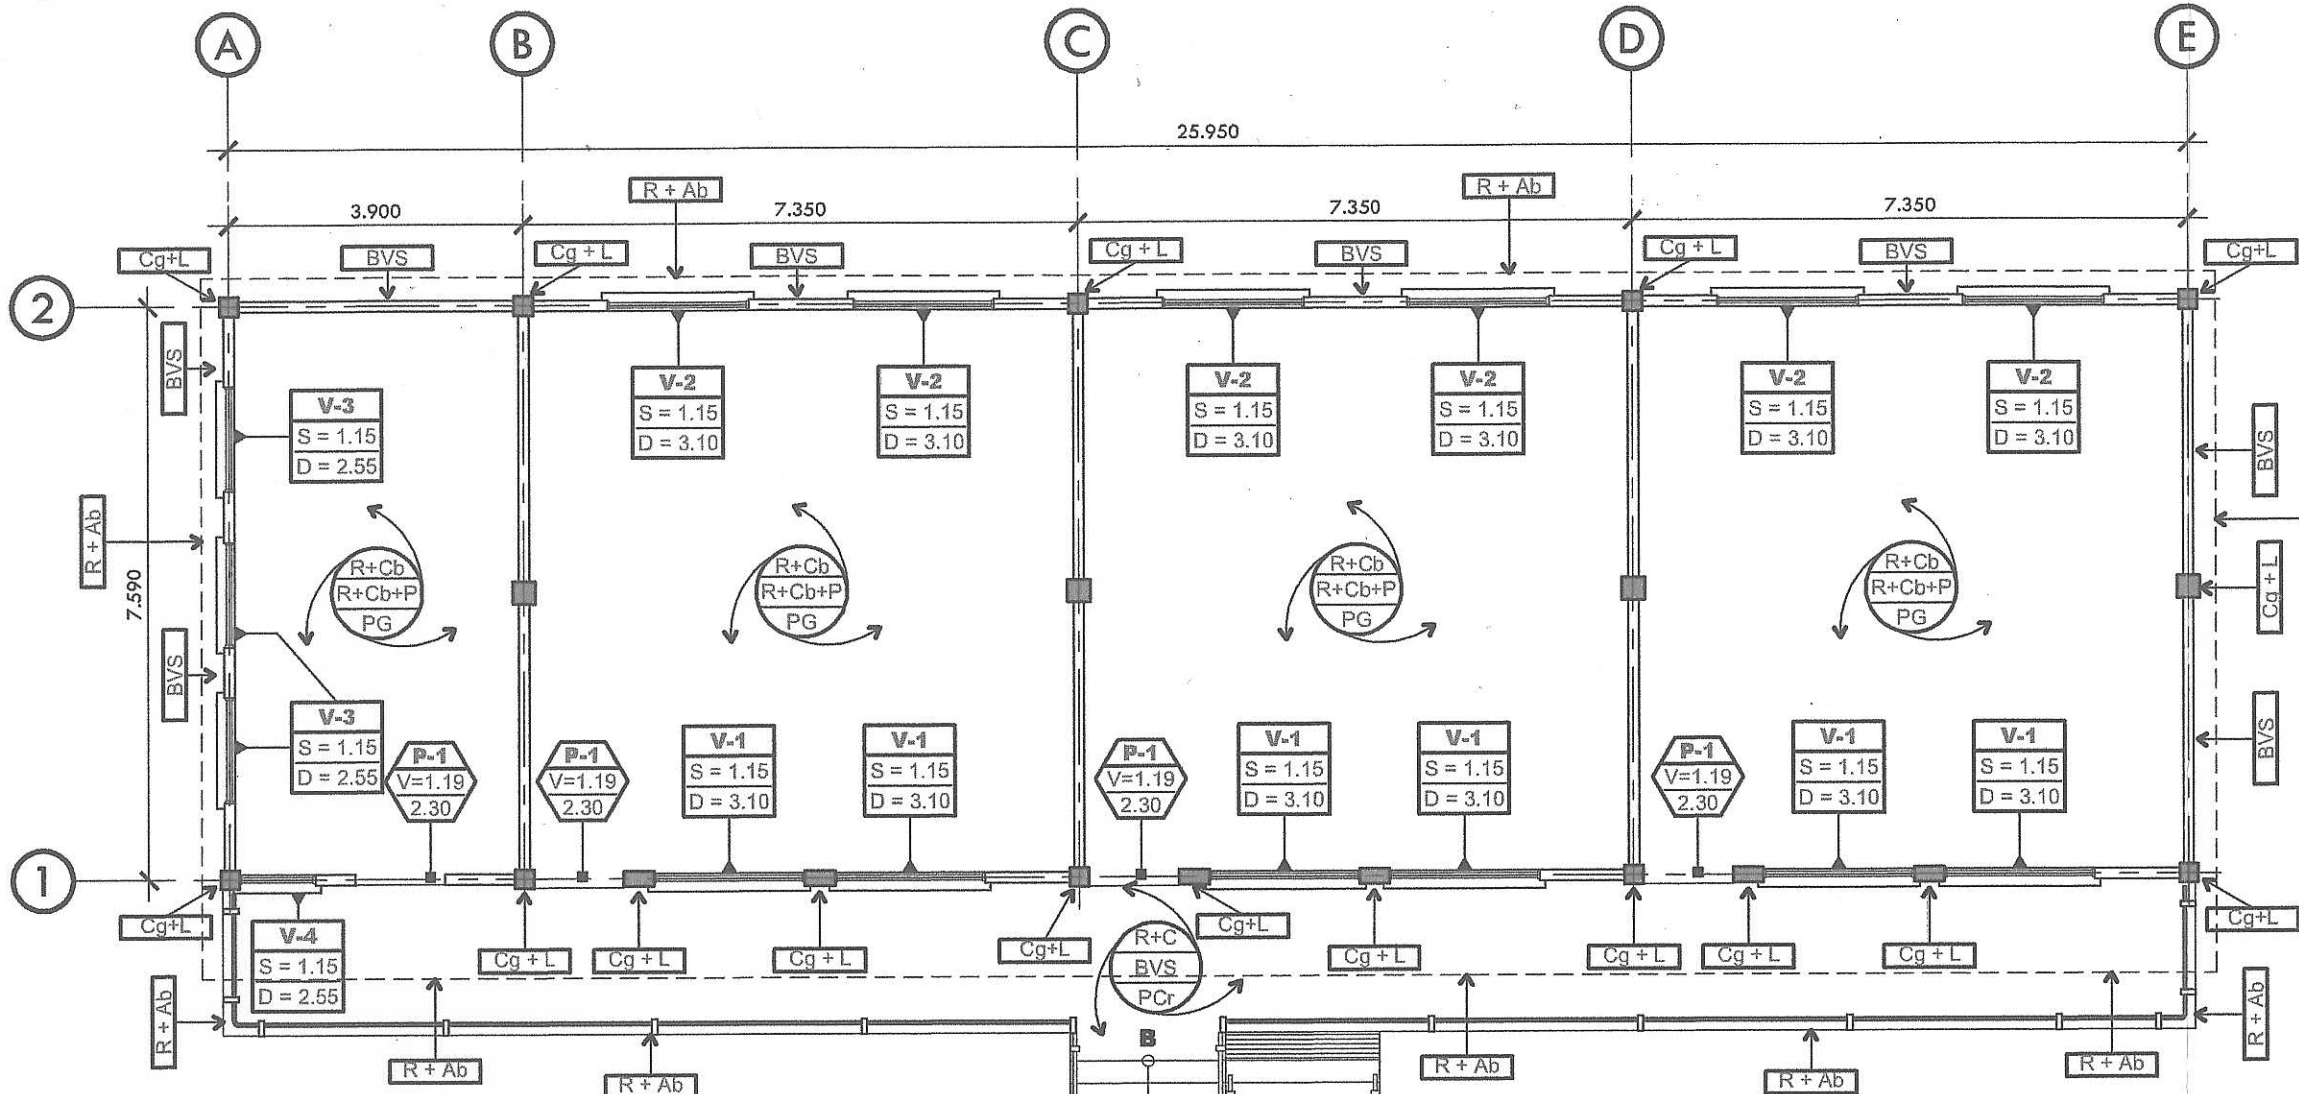 A
B
C
D
E
25.950
R + Ab
R + Ab
3.900
7.350
7.350
7.350
Cg+L
BVS
Cg + L
BVS
Cg + L
BVS
Cg + L
BVS
Cg+L
2
BVS
V-3
S = 1.15
D = 2.55
V-2
S = 1.15
D = 3.10
V-2
S = 1.15
D = 3.10
V-2
S = 1.15
D = 3.10
V-2
S = 1.15
D = 3.10
V-2
S = 1.15
D = 3.10
V-2
S = 1.15
D = 3.10
BVS
R + Ab
7.590
R+Cb
R+Cb+P
PG
R+Cb
R+Cb+P
PG
R+Cb
R+Cb+P
PG
R+Cb
R+Cb+P
PG
Cg + L
BVS
V-3
S = 1.15
D = 2.55
P-1
V=1.19
2.30
P-1
V=1.19
2.30
V-1
S = 1.15
D = 3.10
V-1
S = 1.15
D = 3.10
P-1
V=1.19
2.30
V-1
S = 1.15
D = 3.10
V-1
S = 1.15
D = 3.10
P-1
V=1.19
2.30
V-1
S = 1.15
D = 3.10
V-1
S = 1.15
D = 3.10
BVS
1
Cg+L
V-4
S = 1.15
D = 2.55
Cg + L
Cg + L
Cg + L
Cg+L
R+C
BVS
PCr
Cg+L
Cg + L
Cg + L
Cg + L
Cg + L
Cg+L
R + Ab
R + Ab
R + Ab
R + Ab
B
R + Ab
R + Ab
R + Ab